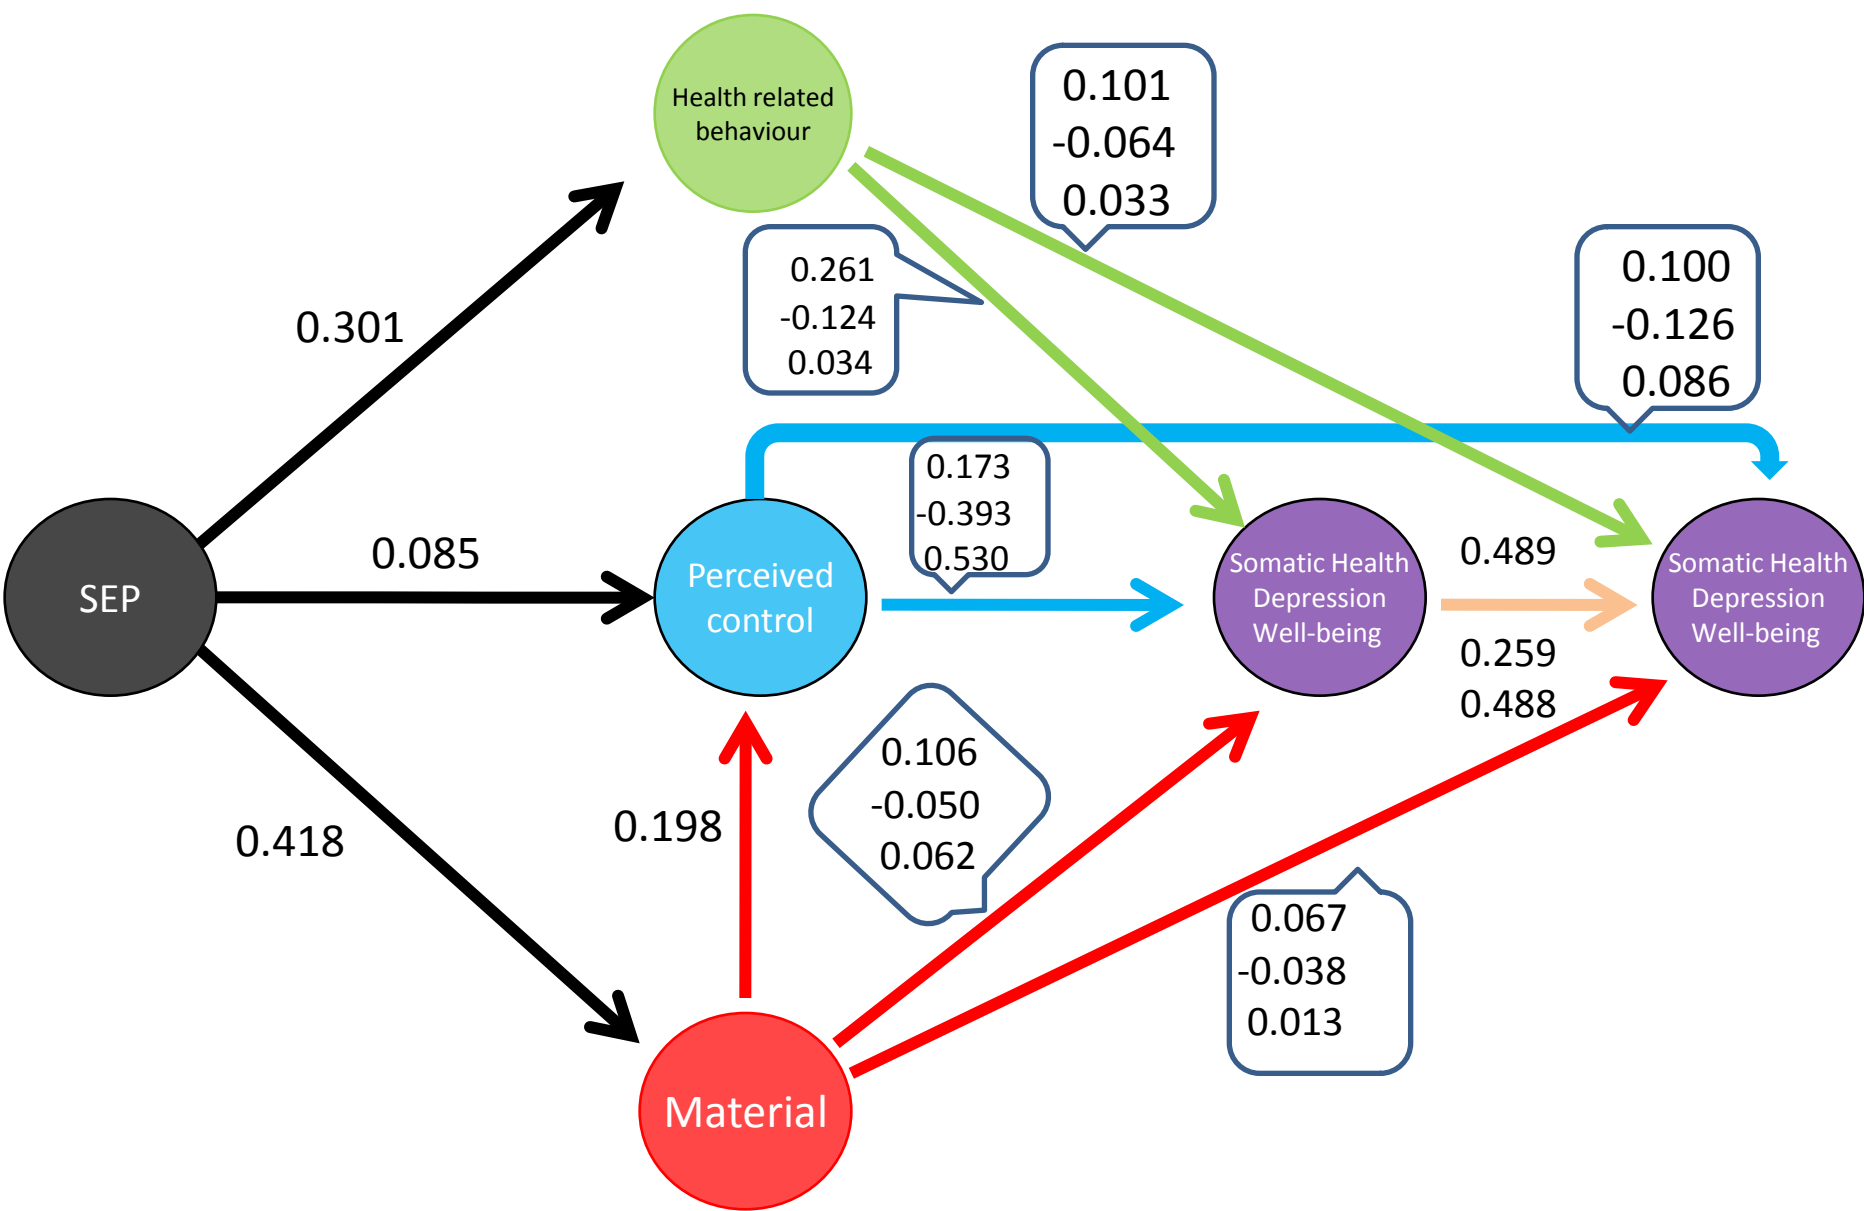 Health related
behaviour
0.101
-0.064
0.033
0.261
-0.124
0.034
0.100
-0.126
0.086
0.301
0.173
-0.393
0.530
0.085
SEP
Perceived
control
Somatic Health
Depression
Well-being
0.489
0.259
0.488
Somatic Health
Depression
Well-being
0.418
0.198
0.106
-0.050
0.062
0.067
-0.038
0.013
Material